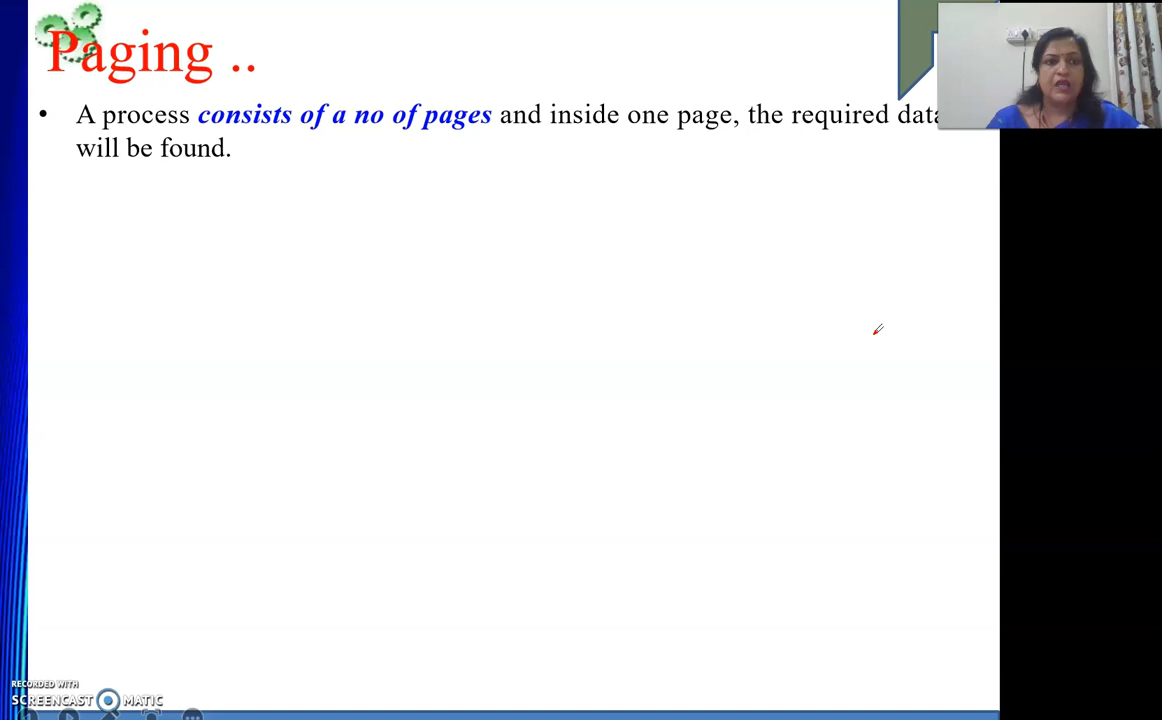 Paging ..
• A process consists of a no of pages and inside one page, the required data
will be found.
RECORDED WITH
SCREENCAST MATIC